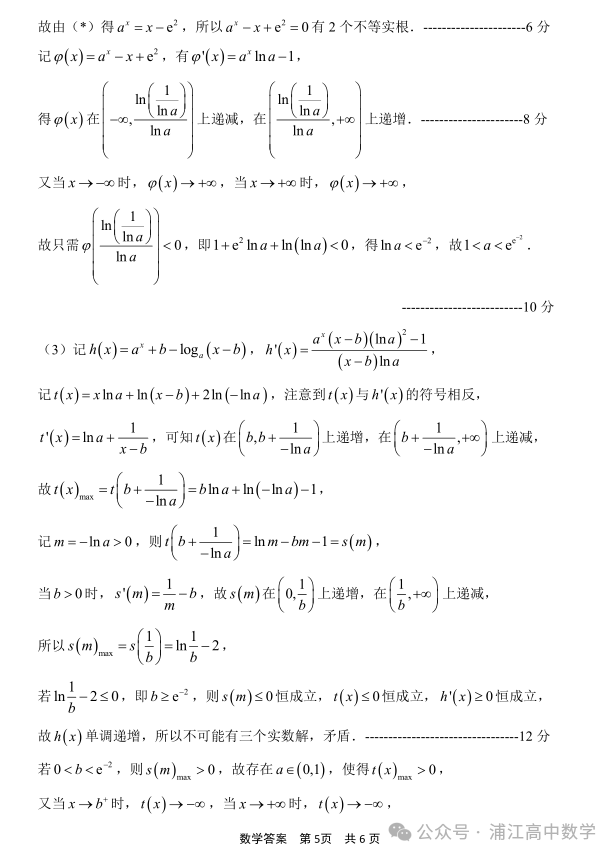 故由（*）得 a^x = x − e^2，所以 a^x − x + e^2 = 0 有 2 个不等实根．----------------------6 分
记 φ(x) = a^x − x + e^2，有 φ'(x) = a^x ln a − 1，
得 φ(x) 在 (−∞, ln(1/ln a)/ln a) 上递减，在 (ln(1/ln a)/ln a, +∞) 上递增．----------------------8 分
又当 x → −∞ 时，φ(x) → +∞，当 x → +∞ 时，φ(x) → +∞，
故只需 φ(ln(1/ln a)/ln a) < 0，即 1 + e^2 ln a + ln(ln a) < 0，得 ln a < e^{−2}，故 1 < a < e^{e^{−2}}．
--------------------------10 分
（3）记 h(x) = a^x + b − log_a(x − b)，h'(x) = (a^x (x − b)(ln a)^2 − 1)/((x − b) ln a)，
记 t(x) = x ln a + ln(x − b) + 2 ln(−ln a)，注意到 t(x) 与 h'(x) 的符号相反，
t'(x) = ln a + 1/(x − b)，可知 t(x) 在 (b, b + 1/(−ln a)) 上递增，在 (b + 1/(−ln a), +∞) 上递减，
故 t(x)_max = t(b + 1/(−ln a)) = b ln a + ln(−ln a) − 1，
记 m = −ln a > 0，则 t(b + 1/(−ln a)) = ln m − bm − 1 = s(m)，
当 b > 0 时，s'(m) = 1/m − b，故 s(m) 在 (0, 1/b) 上递增，在 (1/b, +∞) 上递减，
所以 s(m)_max = s(1/b) = ln 1/b − 2，
若 ln 1/b − 2 ≤ 0，即 b ≥ e^{−2}，则 s(m) ≤ 0 恒成立，t(x) ≤ 0 恒成立，h'(x) ≥ 0 恒成立，
故 h(x) 单调递增，所以不可能有三个实数解，矛盾．---------------------------------12 分
若 0 < b < e^{−2}，则 s(m)_max > 0，故存在 a ∈ (0,1)，使得 t(x)_max > 0，
又当 x → b^+ 时，t(x) → −∞，当 x → +∞ 时，t(x) → −∞，
数学答案 第 5页 共 6 页
公众号 · 浦江高中数学